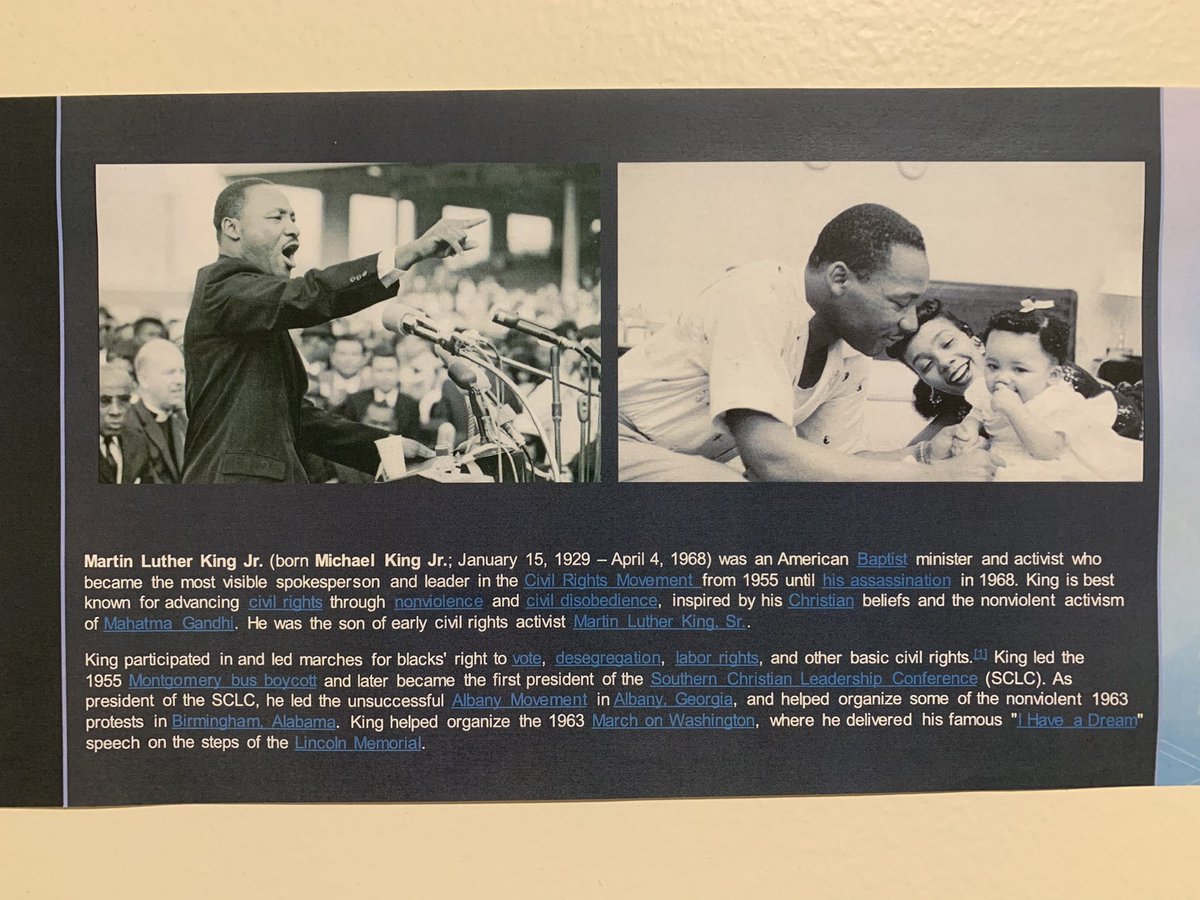 Martin Luther King Jr. (born Michael King Jr.; January 15, 1929 – April 4, 1968) was an American Baptist minister and activist who
became the most visible spokesperson and leader in the Civil Rights Movement from 1955 until his assassination in 1968. King is best
known for advancing civil rights through nonviolence and civil disobedience, inspired by his Christian beliefs and the nonviolent activism
of Mahatma Gandhi. He was the son of early civil rights activist Martin Luther King, Sr..
King participated in and led marches for blacks' right to vote, desegregation, labor rights, and other basic civil rights.[1] King led the
1955 Montgomery bus boycott and later became the first president of the Southern Christian Leadership Conference (SCLC). As
president of the SCLC, he led the unsuccessful Albany Movement in Albany, Georgia, and helped organize some of the nonviolent 1963
protests in Birmingham, Alabama. King helped organize the 1963 March on Washington, where he delivered his famous "I Have a Dream"
speech on the steps of the Lincoln Memorial.